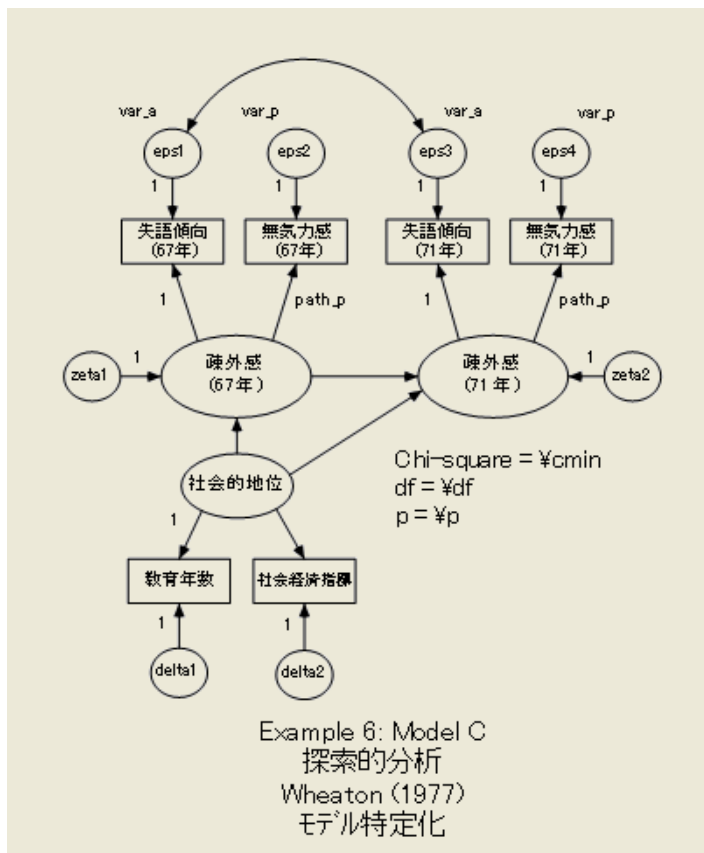 var_a
var_p
var_a
var_p
eps1
eps2
eps3
eps4
1
1
1
1
失語傾向
(67年)
無気力感
(67年)
失語傾向
(71年)
無気力感
(71年)
1
path_p
1
path_p
zeta1
1
疎外感
(67年)
疎外感
(71年)
1
zeta2
社会的地位
Chi-square = ¥cmin
df = ¥df
p = ¥p
1
教育年数
社会経済指標
1
1
delta1
delta2
Example 6: Model C
探索的分析
Wheaton (1977)
モデル特定化